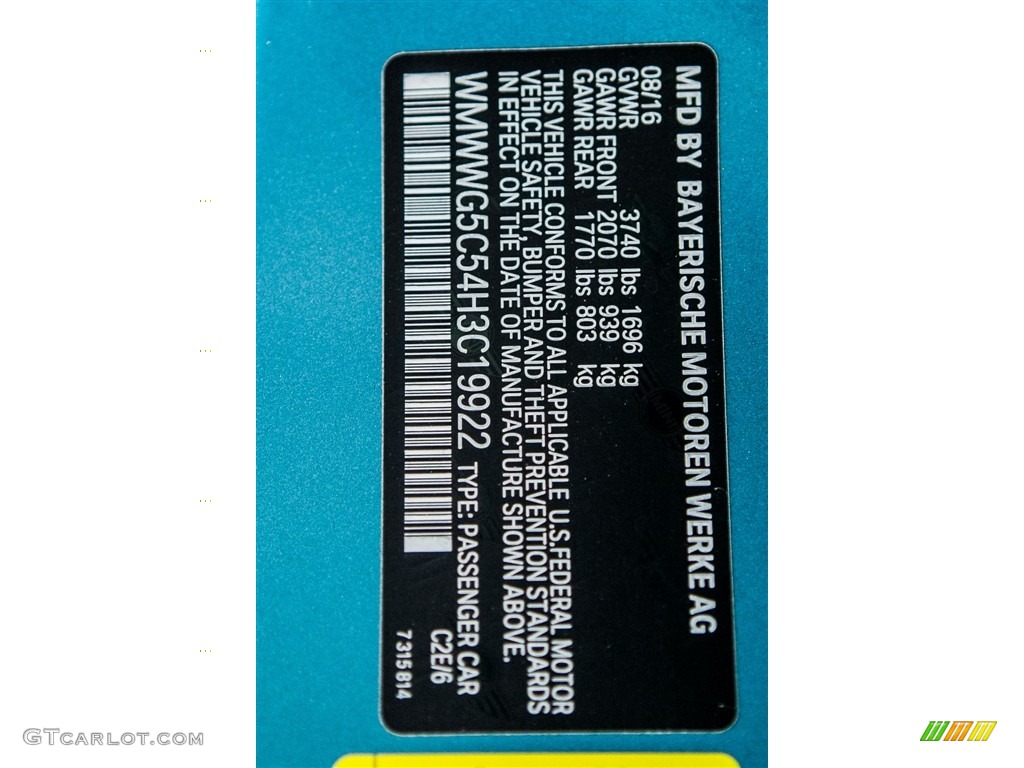 MFD BY BAYERISCHE MOTOREN WERKE AG
08/16
GVWR 3740 lbs 1696 kg
GAWR FRONT 2070 lbs 939 kg
GAWR REAR 1770 lbs 803 kg
THIS VEHICLE CONFORMS TO ALL APPLICABLE U.S.FEDERAL MOTOR
VEHICLE SAFETY, BUMPER AND THEFT PREVENTION STANDARDS
IN EFFECT ON THE DATE OF MANUFACTURE SHOWN ABOVE.
WMWWG5C54H3C19922 TYPE: PASSENGER CAR
C2E/6
7315814
GTcarlot.com